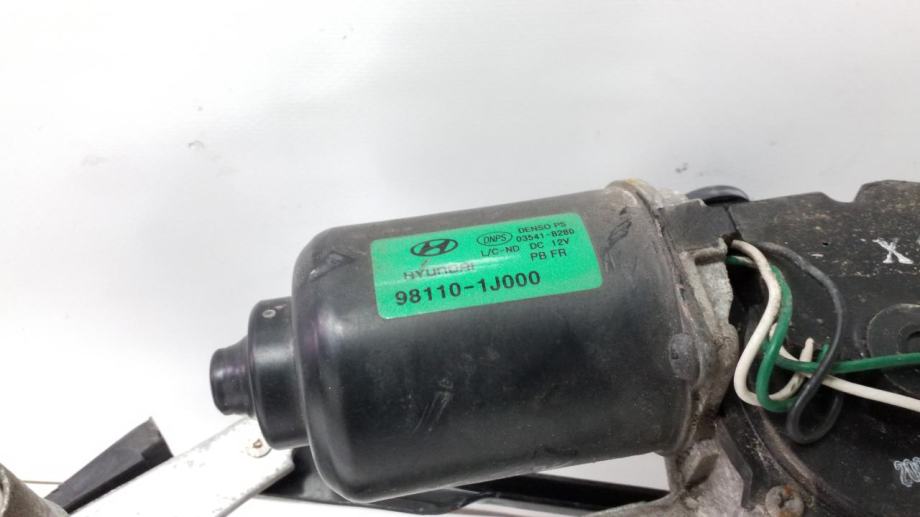 DENSO PS
DNPS 03541-8280
L/C-ND DC 12V
HYUNDAI PB FR
98110-1J000
X